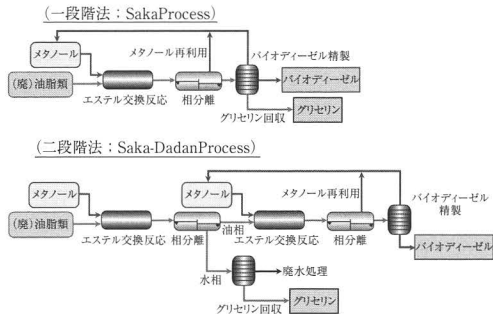 (一段階法：SakaProcess)
メタノール
メタノール再利用
バイオディーゼル精製
(廃)油脂類
バイオディーゼル
エステル交換反応
相分離
グリセリン
グリセリン回収
(二段階法：Saka-DadanProcess)
メタノール
メタノール
メタノール再利用
バイオディーゼル
精製
(廃)油脂類
油相
エステル交換反応
相分離
エステル交換反応
相分離
バイオディーゼル
水相
廃水処理
グリセリン回収
グリセリン